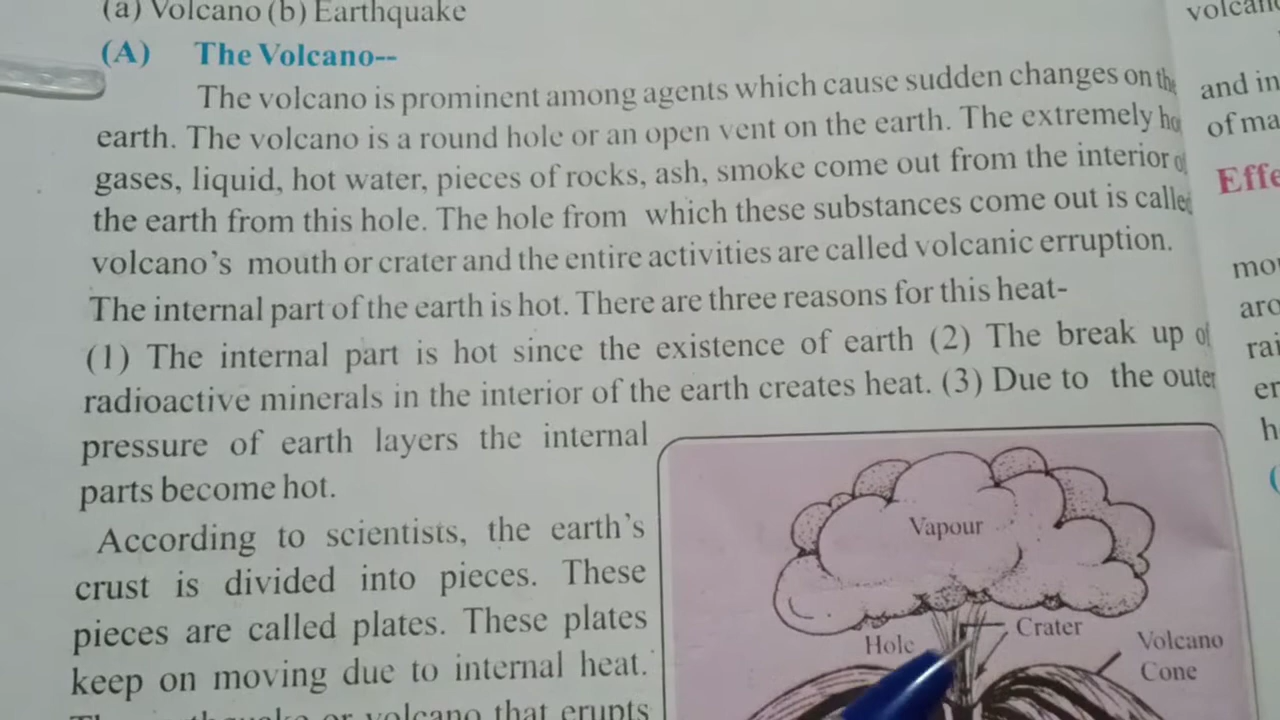 (a) Volcano (b) Earthquake
(A) The Volcano--
The volcano is prominent among agents which cause sudden changes on the
earth. The volcano is a round hole or an open vent on the earth. The extremely ho
gases, liquid, hot water, pieces of rocks, ash, smoke come out from the interior o
the earth from this hole. The hole from which these substances come out is called
volcano's mouth or crater and the entire activities are called volcanic erruption.
The internal part of the earth is hot. There are three reasons for this heat-
(1) The internal part is hot since the existence of earth (2) The break up of
radioactive minerals in the interior of the earth creates heat. (3) Due to the outer
pressure of earth layers the internal
parts become hot.
According to scientists, the earth's
crust is divided into pieces. These
pieces are called plates. These plates
keep on moving due to internal heat.
or volcano that erupts
Vapour
Hole
Crater
Volcano
Cone
volcan
and in
of ma
Effe
mo
aro
rai
er
h
(